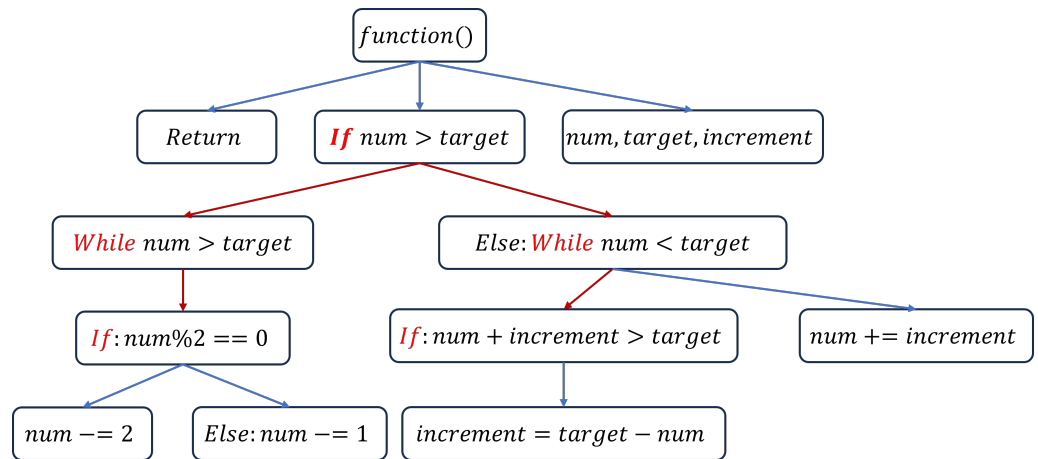 function()
Return
If num > target
num, target, increment
While num > target
Else: While num < target
If: num%2 == 0
If: num + increment > target
num += increment
num −= 2
Else: num −= 1
increment = target − num